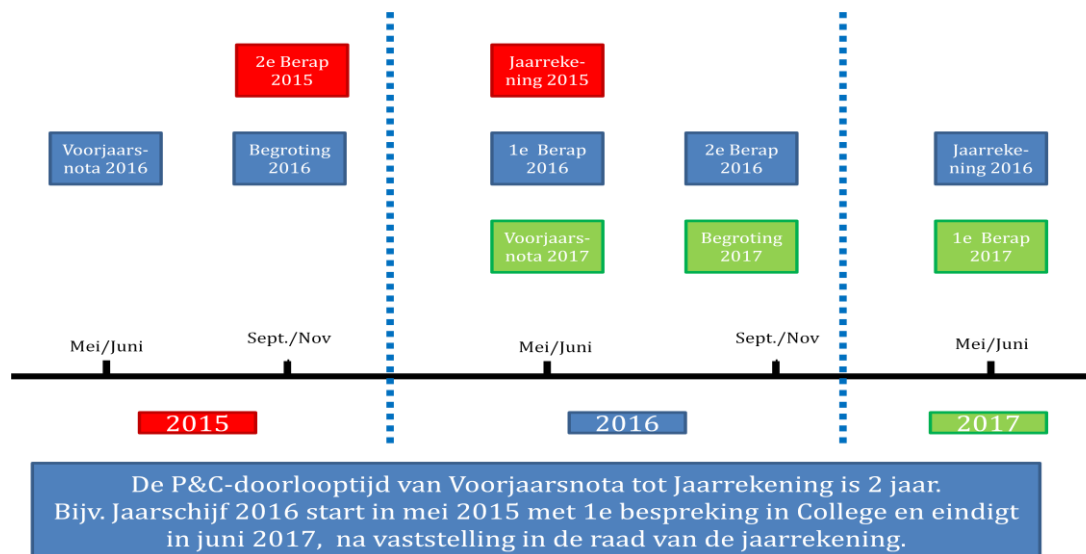 2e Berap
2015
Jaarreke-
ning 2015
Voorjaars-
nota 2016
Begroting
2016
1e Berap
2016
2e Berap
2016
Jaarreke-
ning 2016
Voorjaars-
nota 2017
Begroting
2017
1e Berap
2017
Mei/Juni
Sept./Nov
Mei/Juni
Sept./Nov
Mei/Juni
2015
2016
2017
De P&C-doorlooptijd van Voorjaarsnota tot Jaarrekening is 2 jaar.
Bijv. Jaarschijf 2016 start in mei 2015 met 1e bespreking in College en eindigt
in juni 2017, na vaststelling in de raad van de jaarrekening.